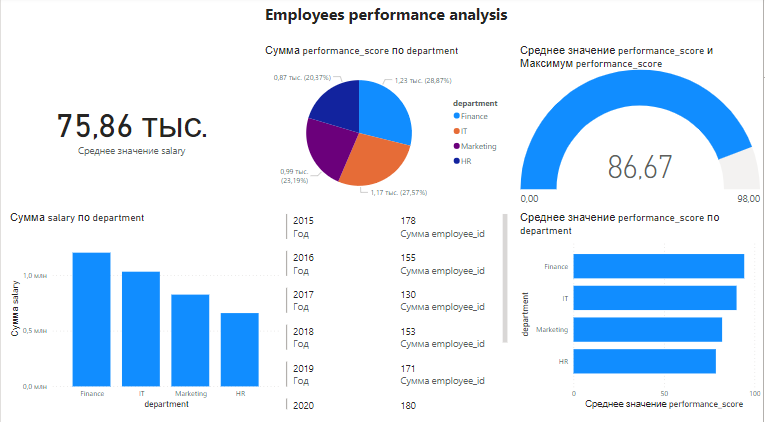 Employees performance analysis
75,86 тыс.
Среднее значение salary
Сумма performance_score по department
0,87 тыс. (20,37%)
1,23 тыс. (28,87%)
0,99 тыс.
(23,19%)
1,17 тыс. (27,57%)
department
Finance
IT
Marketing
HR
Среднее значение performance_score и
Максимум performance_score
86,67
0,00
98,00
Сумма salary по department
Сумма salary
1,0 млн
0,5 млн
0,0 млн
Finance
IT
Marketing
HR
department
2015
178
Год
Сумма employee_id
2016
155
Год
Сумма employee_id
2017
130
Год
Сумма employee_id
2018
153
Год
Сумма employee_id
2019
171
Год
Сумма employee_id
2020
180
Среднее значение performance_score по
department
department
Finance
IT
Marketing
HR
0
50
100
Среднее значение performance_score